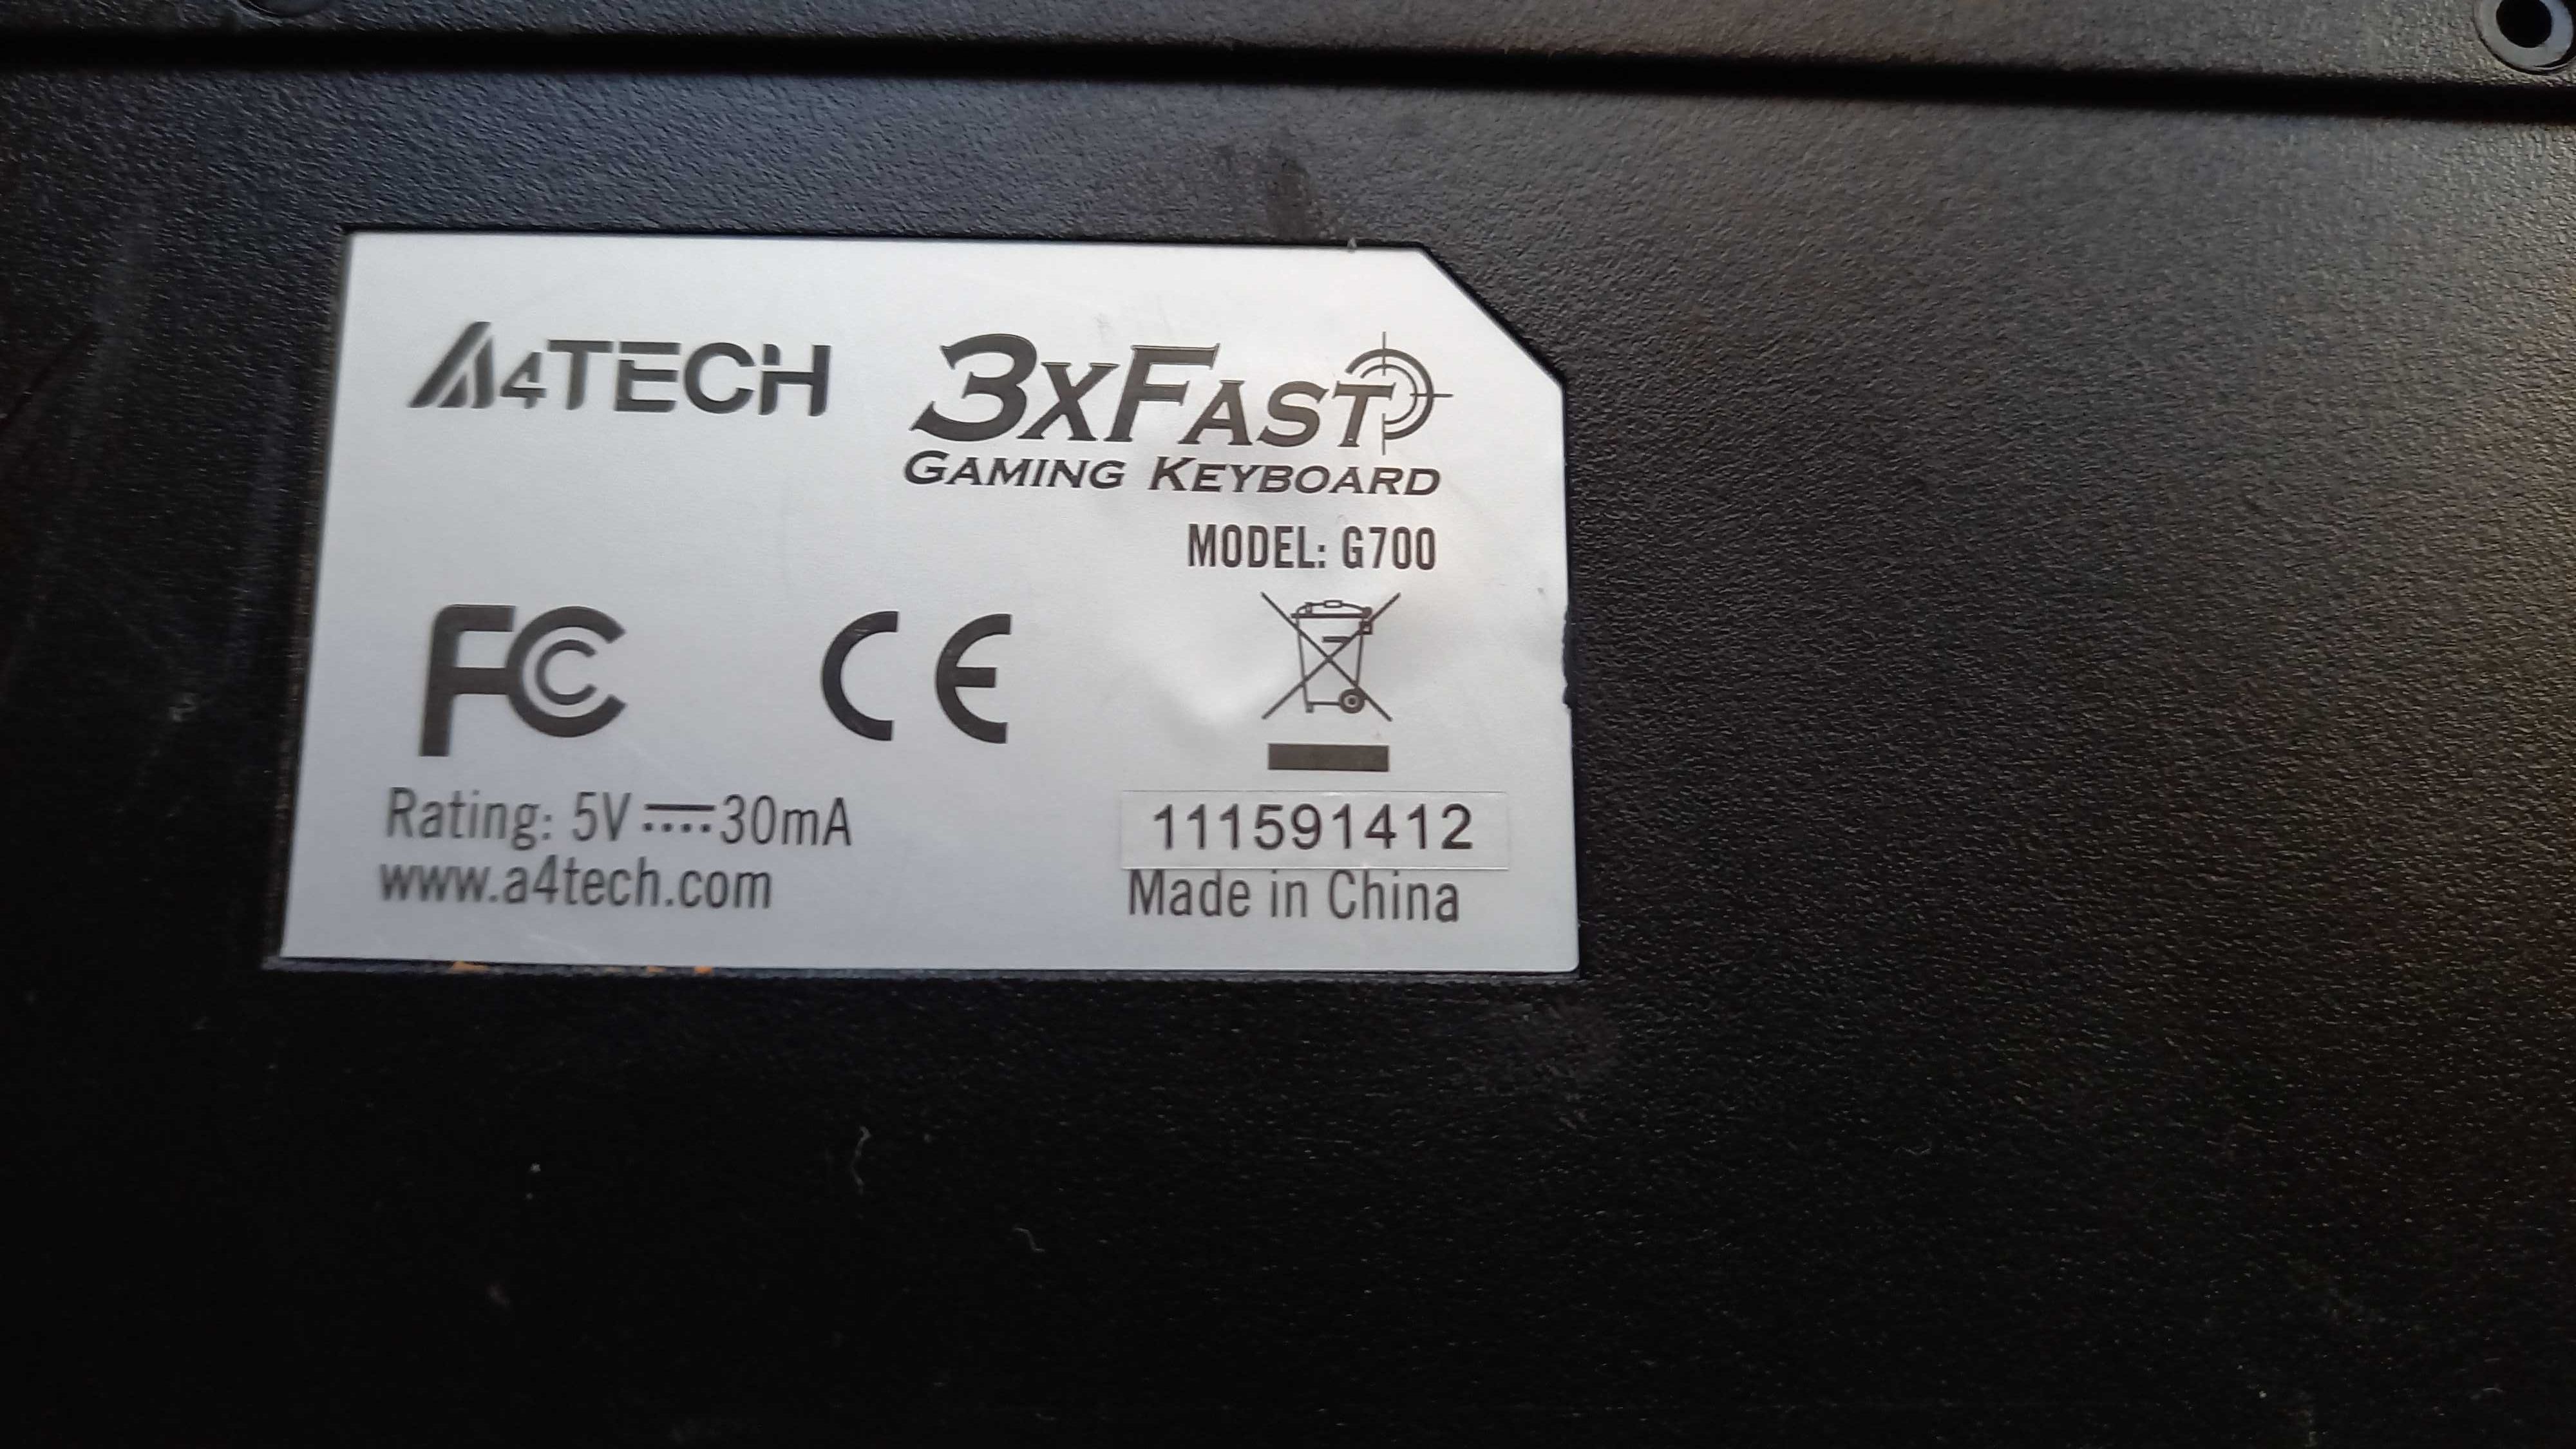 A4TECH
3xFast
Gaming Keyboard
MODEL: G700
FC CE
Rating: 5V 30mA
111591412
www.a4tech.com
Made in China